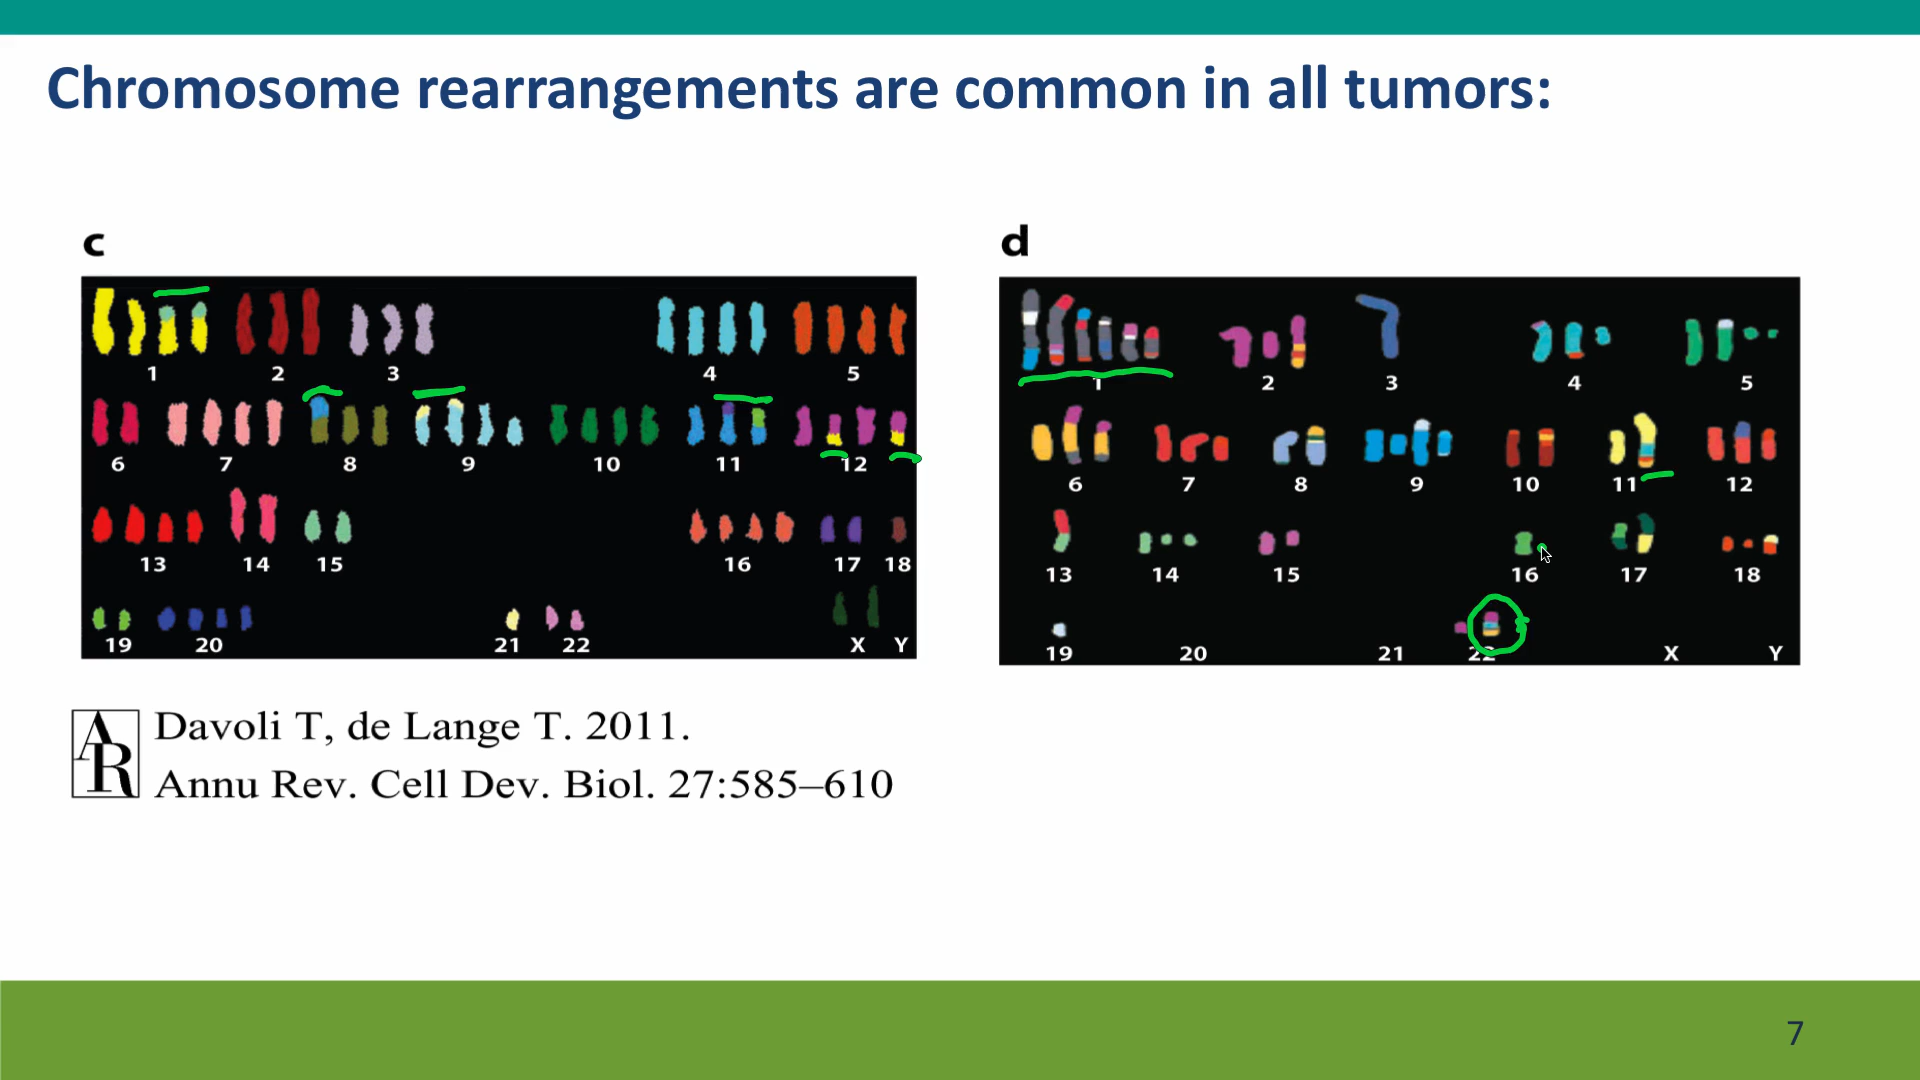 Chromosome rearrangements are common in all tumors:
c
1 2 3 4 5
6 7 8 9 10 11 12
13 14 15 16 17 18
19 20 21 22 X Y
d
1 2 3 4 5
6 7 8 9 10 11 12
13 14 15 16 17 18
19 20 21 22 X Y
AR
Davoli T, de Lange T. 2011.
Annu Rev. Cell Dev. Biol. 27:585–610
7